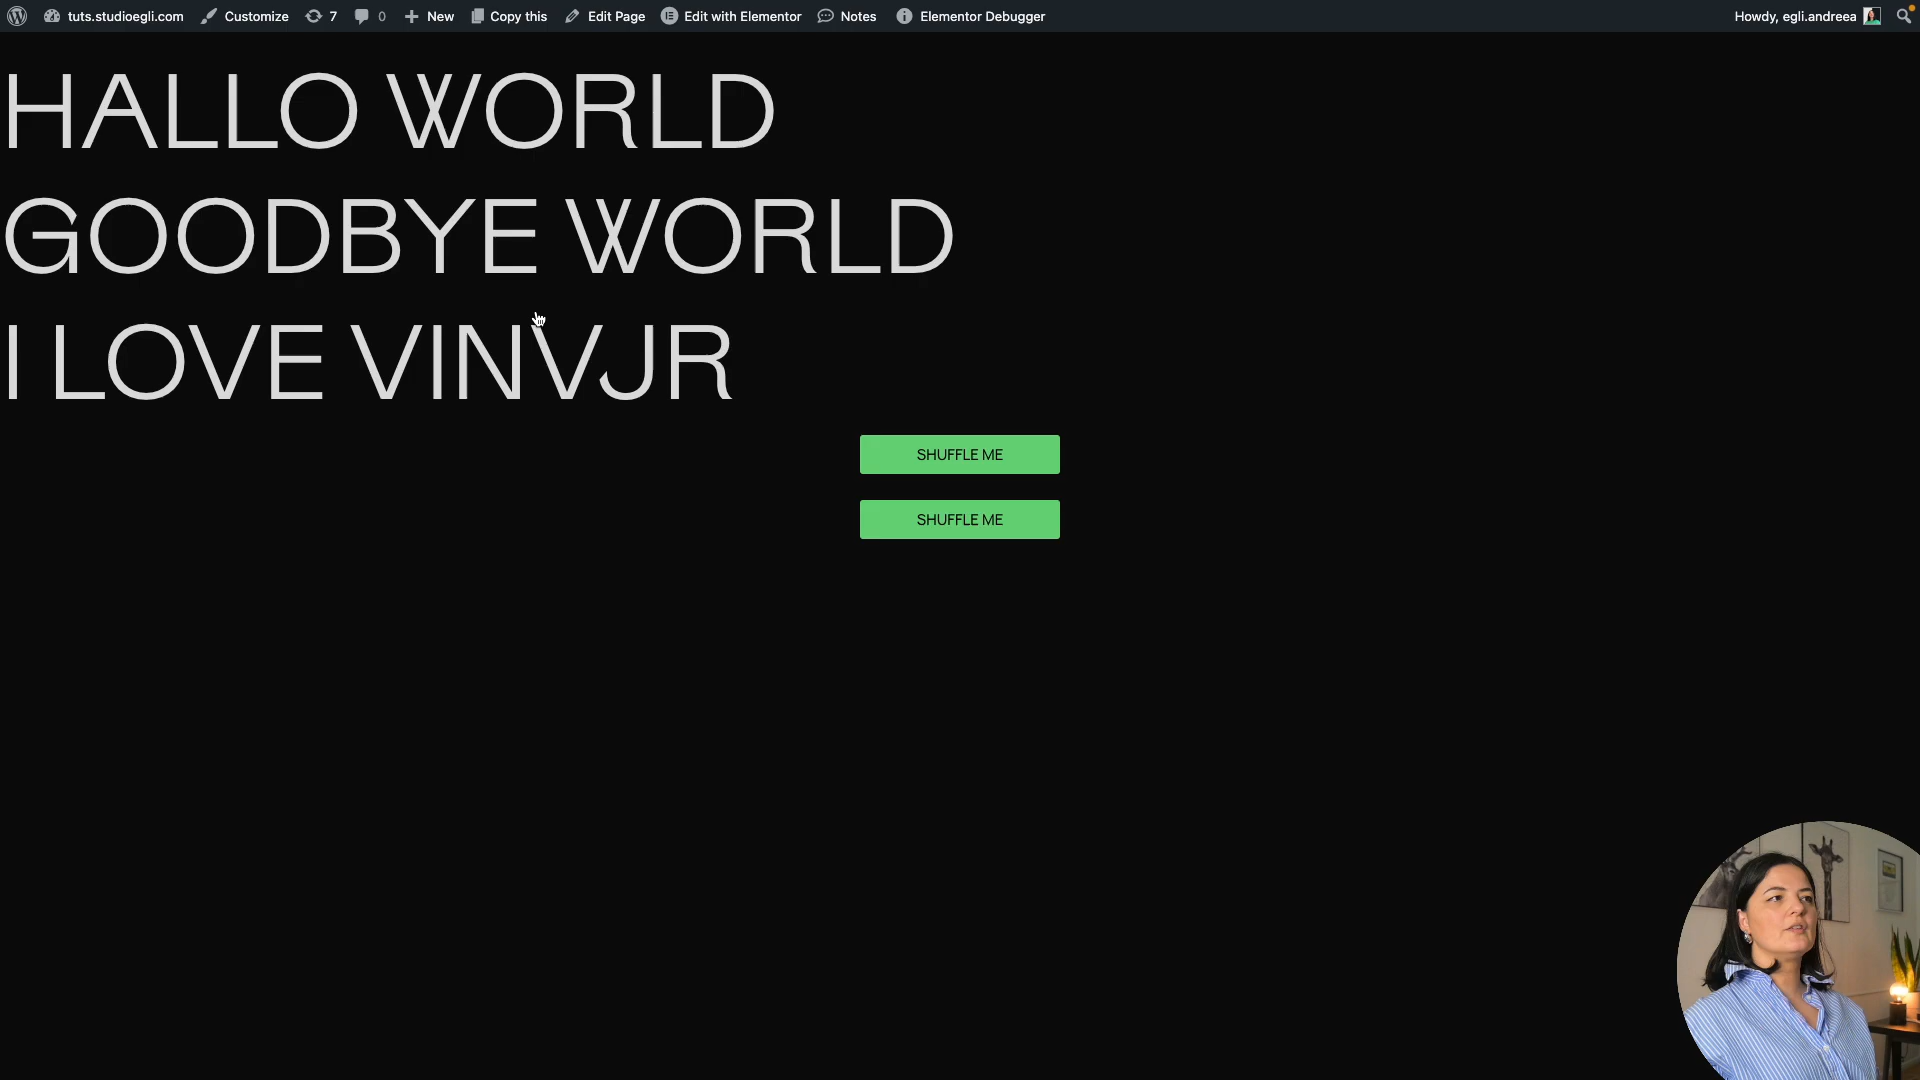 tuts.studioegli.com Customize 7 0 New Copy this Edit Page Edit with Elementor Notes Elementor Debugger Howdy, egli.andreea
HALLO WORLD
GOODBYE WORLD
I LOVE VINVJR
SHUFFLE ME
SHUFFLE ME